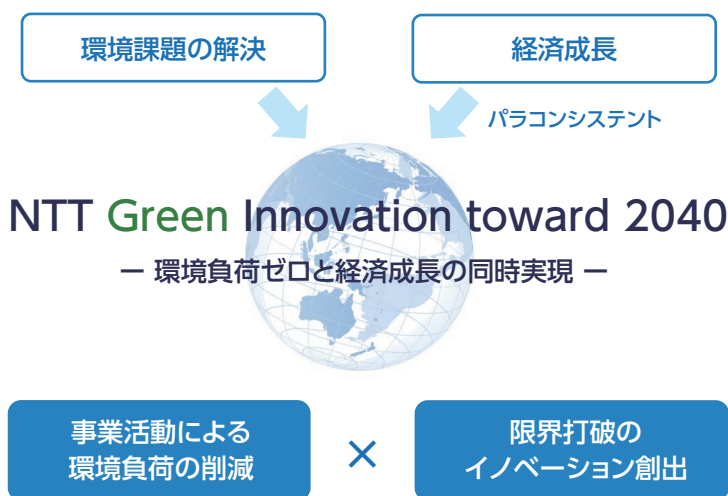 環境課題の解決
経済成長
パラコンシステント
NTT Green Innovation toward 2040
ー 環境負荷ゼロと経済成長の同時実現 ー
事業活動による
環境負荷の削減
×
限界打破の
イノベーション創出